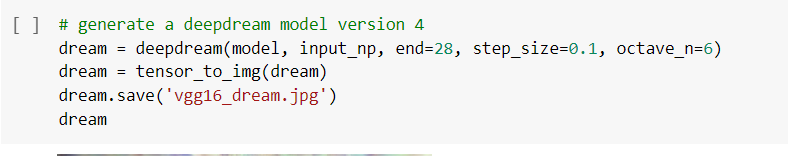 [ ] # generate a deepdream model version 4
dream = deepdream(model, input_np, end=28, step_size=0.1, octave_n=6)
dream = tensor_to_img(dream)
dream.save('vgg16_dream.jpg')
dream